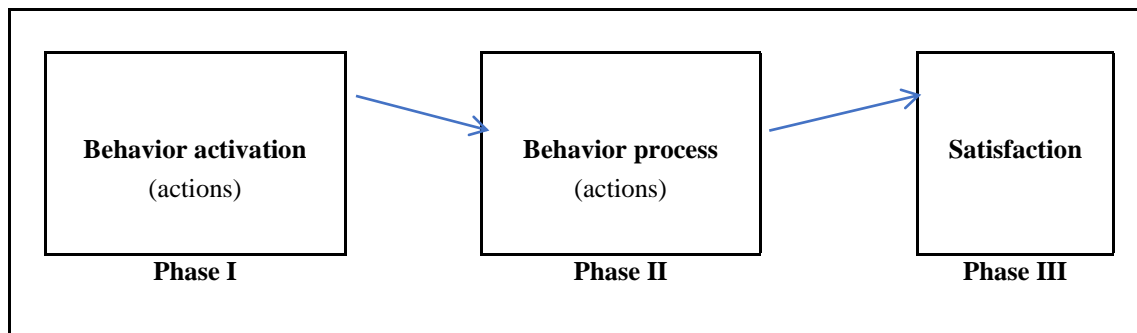 Behavior activation
(actions)
Phase I
Behavior process
(actions)
Phase II
Satisfaction
Phase III